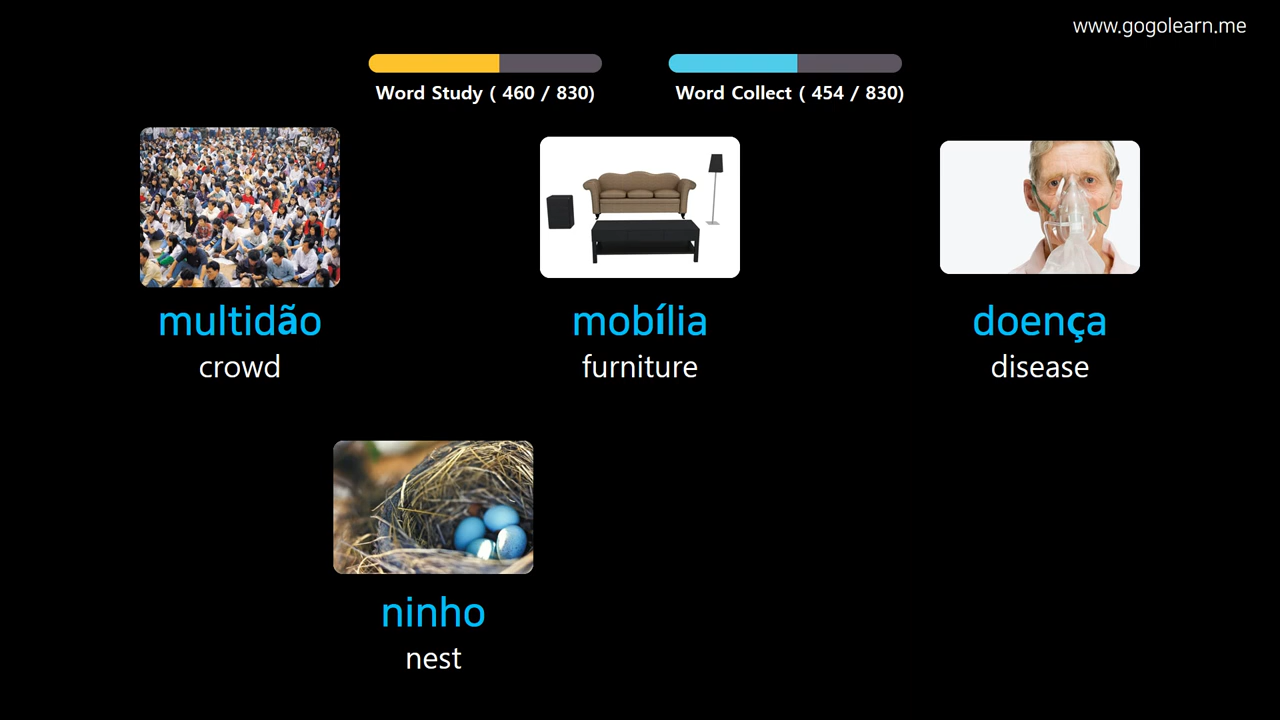 www.gogolearn.me
Word Study ( 460 / 830)
Word Collect ( 454 / 830)
multidão
mobília
doença
crowd
furniture
disease
ninho
nest